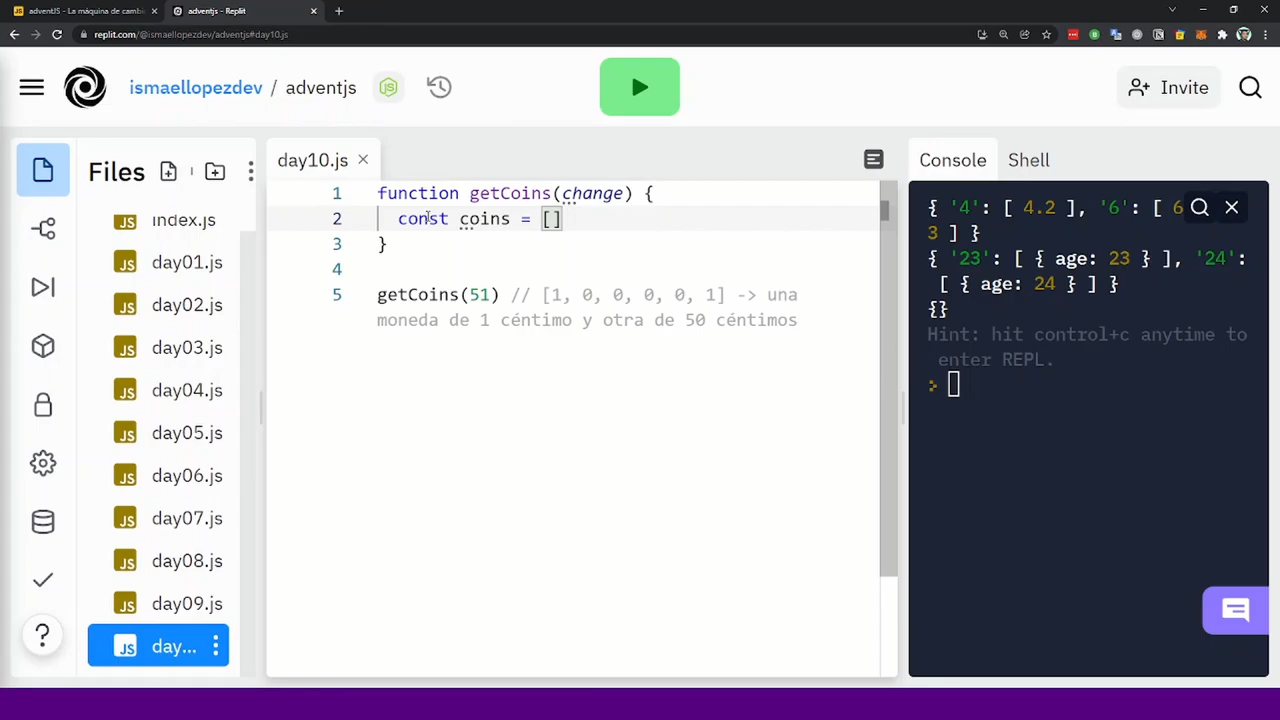 adventJS - La máquina de cambi
adventjs - Replit
replit.com/@ismaellopezdev/adventjs#day10.js
ismaellopezdev / adventjs
Invite
Files
index.js
day01.js
day02.js
day03.js
day04.js
day05.js
day06.js
day07.js
day08.js
day09.js
day...
day10.js
1 function getCoins(change) {
2 const coins = []
3 }
4
5 getCoins(51) // [1, 0, 0, 0, 0, 1] -> una
moneda de 1 céntimo y otra de 50 céntimos
Console
Shell
{ '4': [ 4.2 ], '6': [ 6
3 ] }
{ '23': [ { age: 23 } ], '24':
[ { age: 24 } ] }
{}
Hint: hit control+c anytime to
enter REPL.
>
?